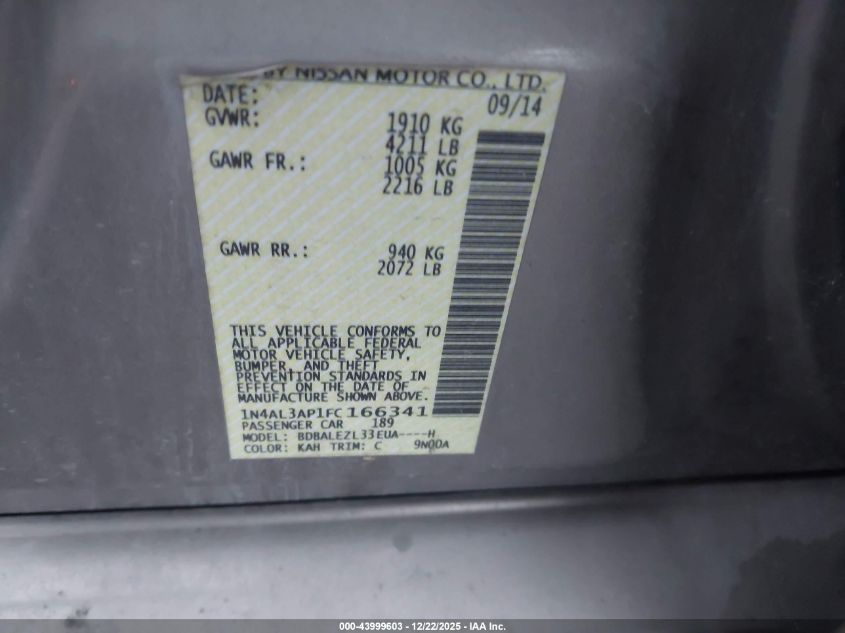 BY NISSAN MOTOR CO., LTD.
DATE: 09/14
GVWR: 1910 KG
4211 LB
GAWR FR.: 1005 KG
2216 LB
GAWR RR.: 940 KG
2072 LB
THIS VEHICLE CONFORMS TO
ALL APPLICABLE FEDERAL
MOTOR VEHICLE SAFETY,
BUMPER, AND THEFT
PREVENTION STANDARDS IN
EFFECT ON THE DATE OF
MANUFACTURE SHOWN ABOVE.
1N4AL3AP1FC166341
PASSENGER CAR 189
MODEL: BDBALEZL33EUA----H
COLOR: KAH TRIM: C 9N00A
000-43999603 - 12/22/2025 - IAA Inc.